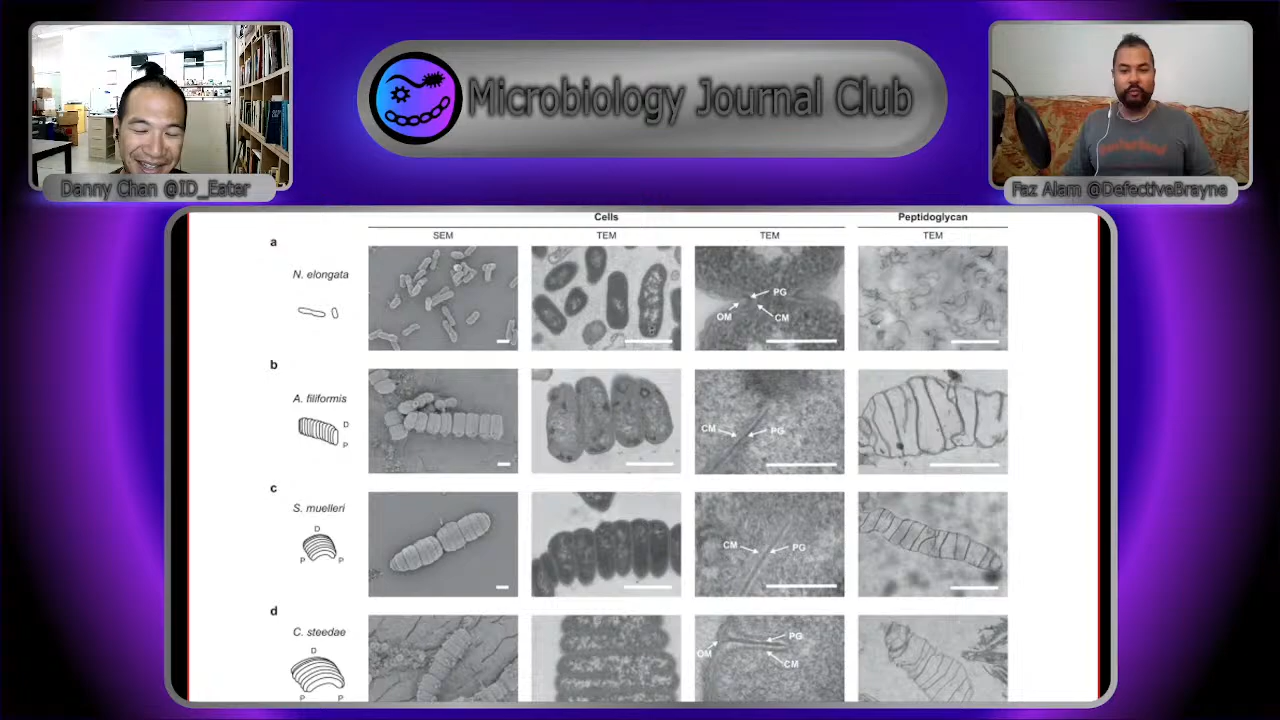 Microbiology Journal Club
Danny Chan @ID_Eater
Faz Alam @DefectiveBrayne
Cells
Peptidoglycan
SEM
TEM
TEM
TEM
a
N. elongata
PG
OM
CM
b
A. filiformis
D
P
CM
PG
c
S. muelleri
D
P
P
CM
PG
d
C. steedae
D
P
P
PG
OM
CM